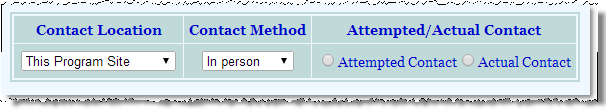 Contact Location Contact Method Attempted/Actual Contact
This Program Site In person Attempted Contact Actual Contact